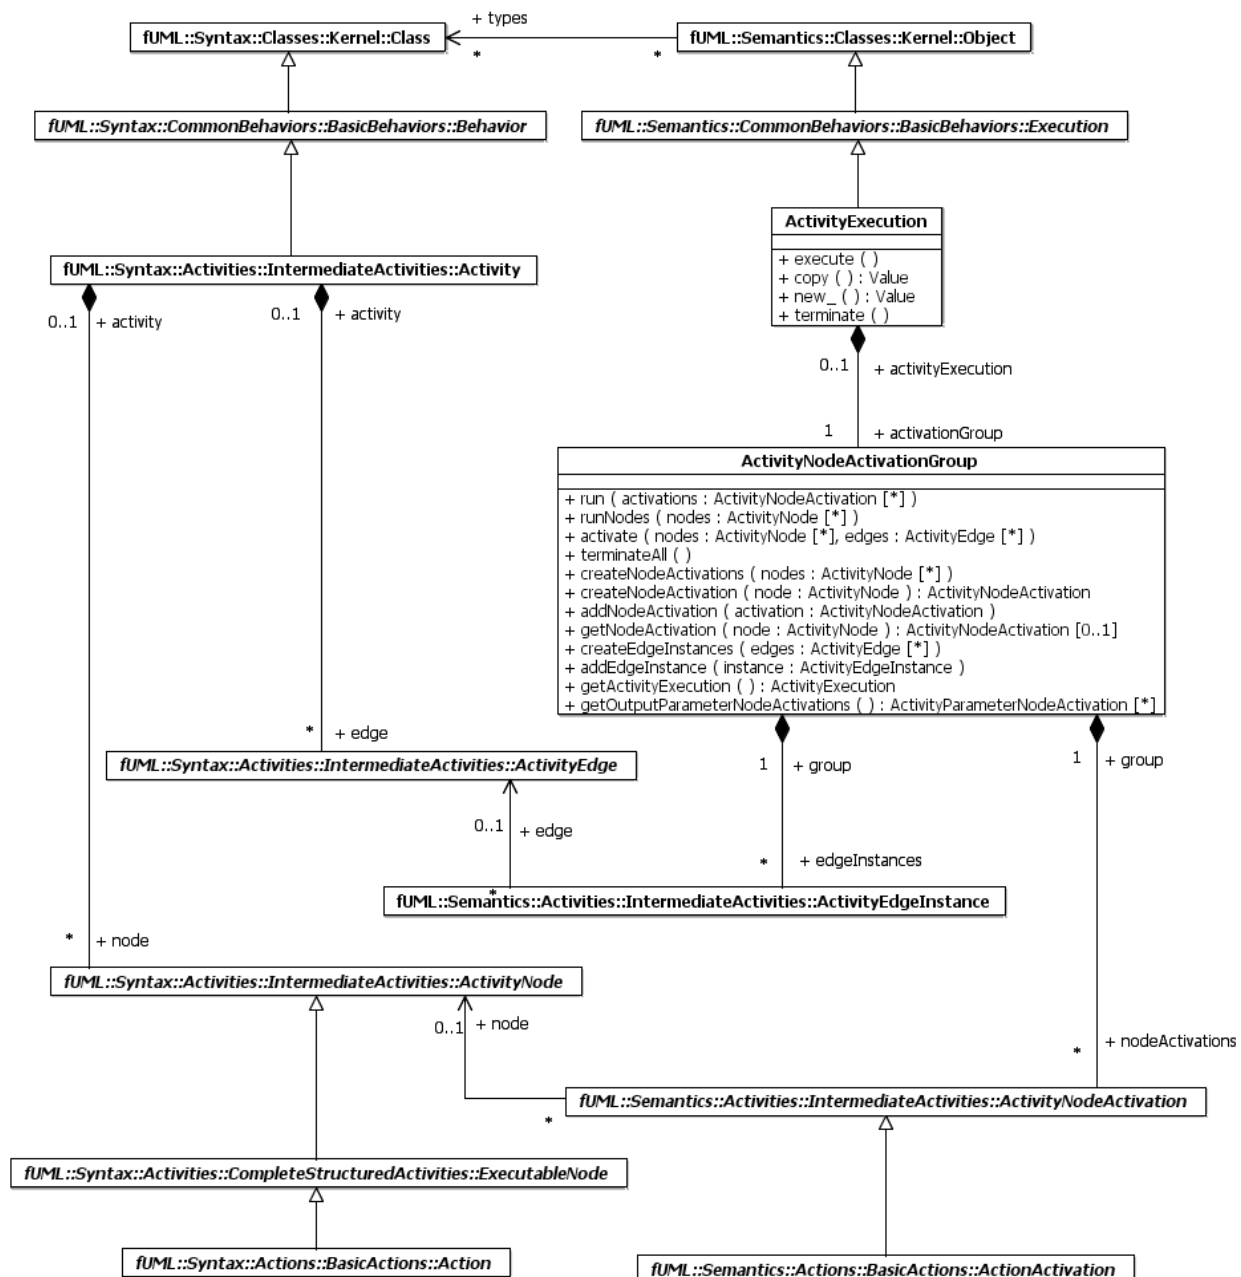 + types
fUML::Syntax::Classes::Kernel::Class
fUML::Semantics::Classes::Kernel::Object
*
*
fUML::Syntax::CommonBehaviors::BasicBehaviors::Behavior
fUML::Semantics::CommonBehaviors::BasicBehaviors::Execution
ActivityExecution
+ execute ( )
+ copy ( ) : Value
+ new_ ( ) : Value
+ terminate ( )
fUML::Syntax::Activities::IntermediateActivities::Activity
0..1
+ activity
0..1
+ activity
0..1
+ activityExecution
1
+ activationGroup
ActivityNodeActivationGroup
+ run ( activations : ActivityNodeActivation [*] )
+ runNodes ( nodes : ActivityNode [*] )
+ activate ( nodes : ActivityNode [*], edges : ActivityEdge [*] )
+ terminateAll ( )
+ createNodeActivations ( nodes : ActivityNode [*] )
+ createNodeActivation ( node : ActivityNode ) : ActivityNodeActivation
+ addNodeActivation ( activation : ActivityNodeActivation )
+ getNodeActivation ( node : ActivityNode ) : ActivityNodeActivation [0..1]
+ createEdgeInstances ( edges : ActivityEdge [*] )
+ addEdgeInstance ( instance : ActivityEdgeInstance )
+ getActivityExecution ( ) : ActivityExecution
+ getOutputParameterNodeActivations ( ) : ActivityParameterNodeActivation [*]
*
+ edge
fUML::Syntax::Activities::IntermediateActivities::ActivityEdge
1
+ group
1
+ group
0..1
+ edge
*
+ edgeInstances
*
fUML::Semantics::Activities::IntermediateActivities::ActivityEdgeInstance
*
+ node
fUML::Syntax::Activities::IntermediateActivities::ActivityNode
0..1
+ node
*
+ nodeActivations
fUML::Semantics::Activities::IntermediateActivities::ActivityNodeActivation
*
fUML::Syntax::Activities::CompleteStructuredActivities::ExecutableNode
fUML::Syntax::Actions::BasicActions::Action
fUML::Semantics::Actions::BasicActions::ActionActivation